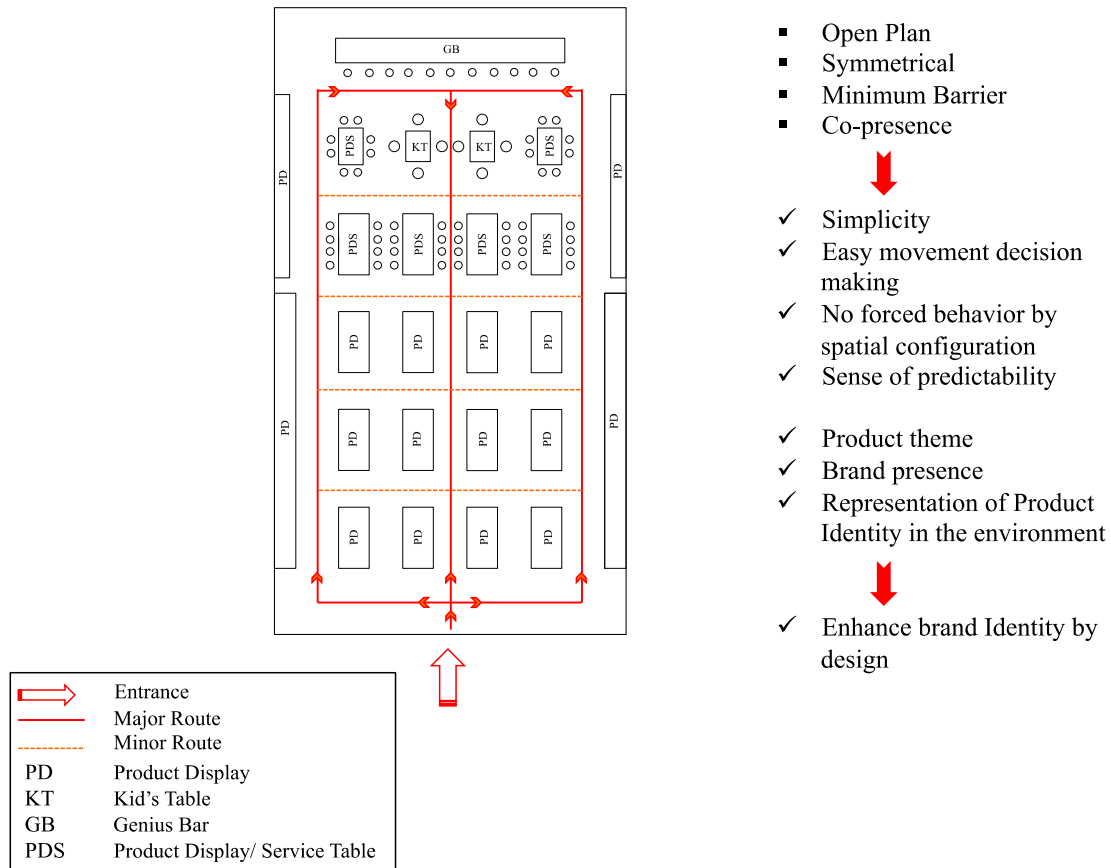 GB
PDS
KT
KT
PDS
PD
PD
PDS
PDS
PDS
PDS
PD
PD
PD
PD
PD
PD
PD
PD
PD
PD
PD
PD
PD
PD
▪ Open Plan
▪ Symmetrical
▪ Minimum Barrier
▪ Co-presence
✓ Simplicity
✓ Easy movement decision
making
✓ No forced behavior by
spatial configuration
✓ Sense of predictability
✓ Product theme
✓ Brand presence
✓ Representation of Product
Identity in the environment
✓ Enhance brand Identity by
design
Entrance
Major Route
Minor Route
PD Product Display
KT Kid's Table
GB Genius Bar
PDS Product Display/ Service Table